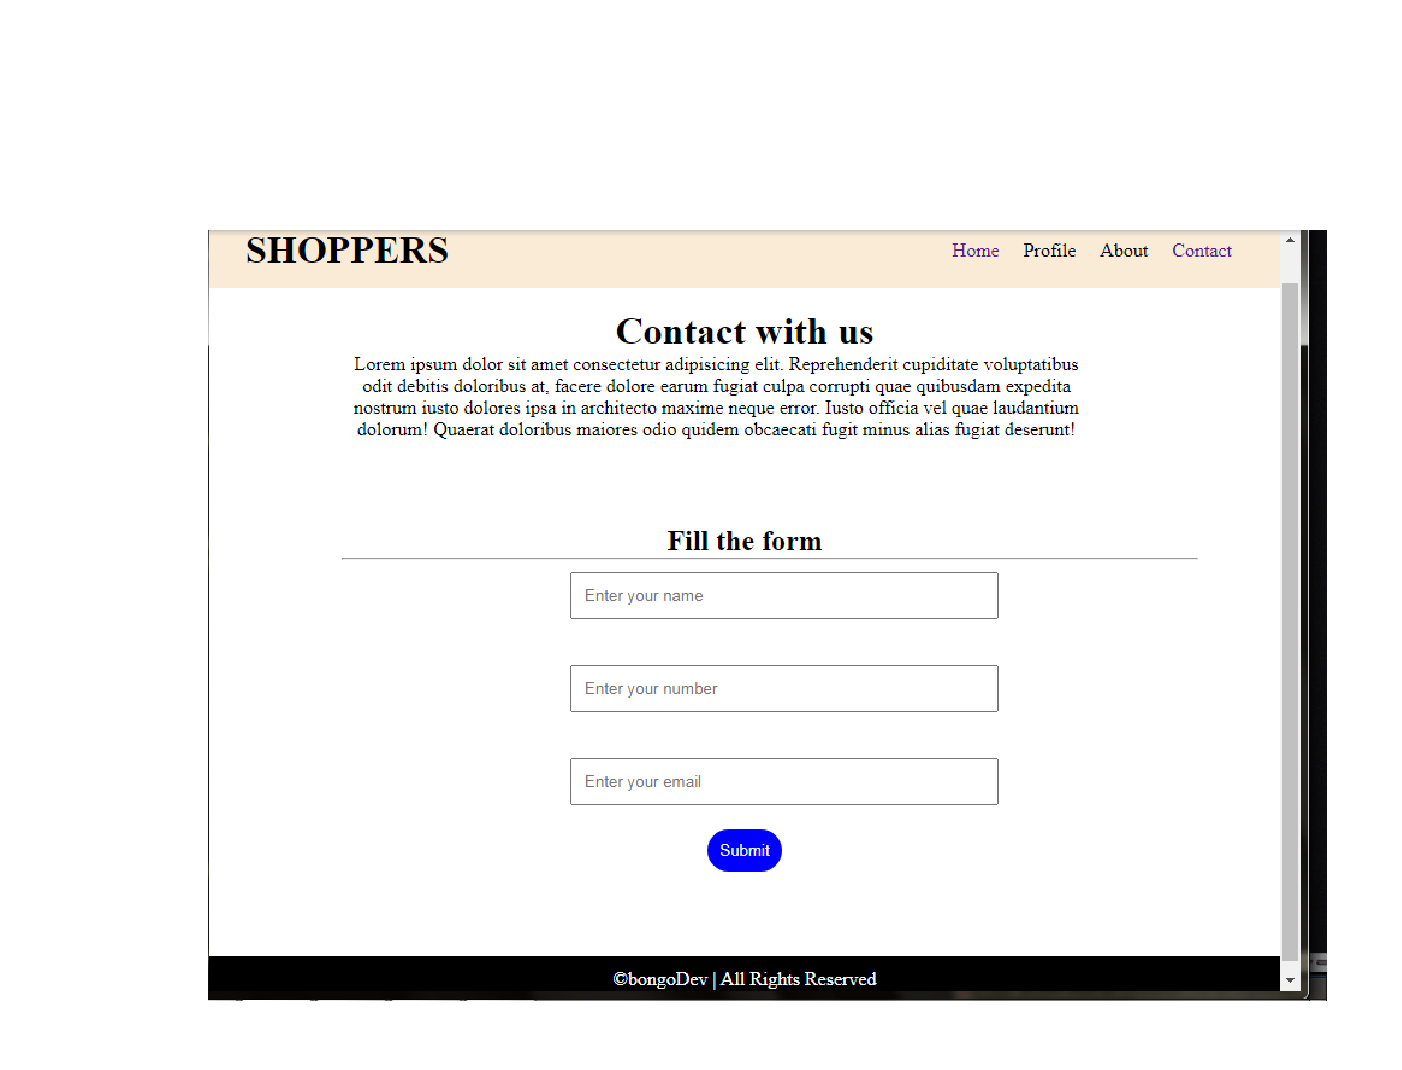 SHOPPERS
Home Profile About Contact
Contact with us
Lorem ipsum dolor sit amet consectetur adipisicing elit. Reprehenderit cupiditate voluptatibus
odit debitis doloribus at, facere dolore earum fugiat culpa corrupti quae quibusdam expedita
nostrum iusto dolores ipsa in architecto maxime neque error. Iusto officia vel quae laudantium
dolorum! Quaerat doloribus maiores odio quidem obcaecati fugit minus alias fugiat deserunt!
Fill the form
Enter your name
Enter your number
Enter your email
Submit
©bongoDev | All Rights Reserved